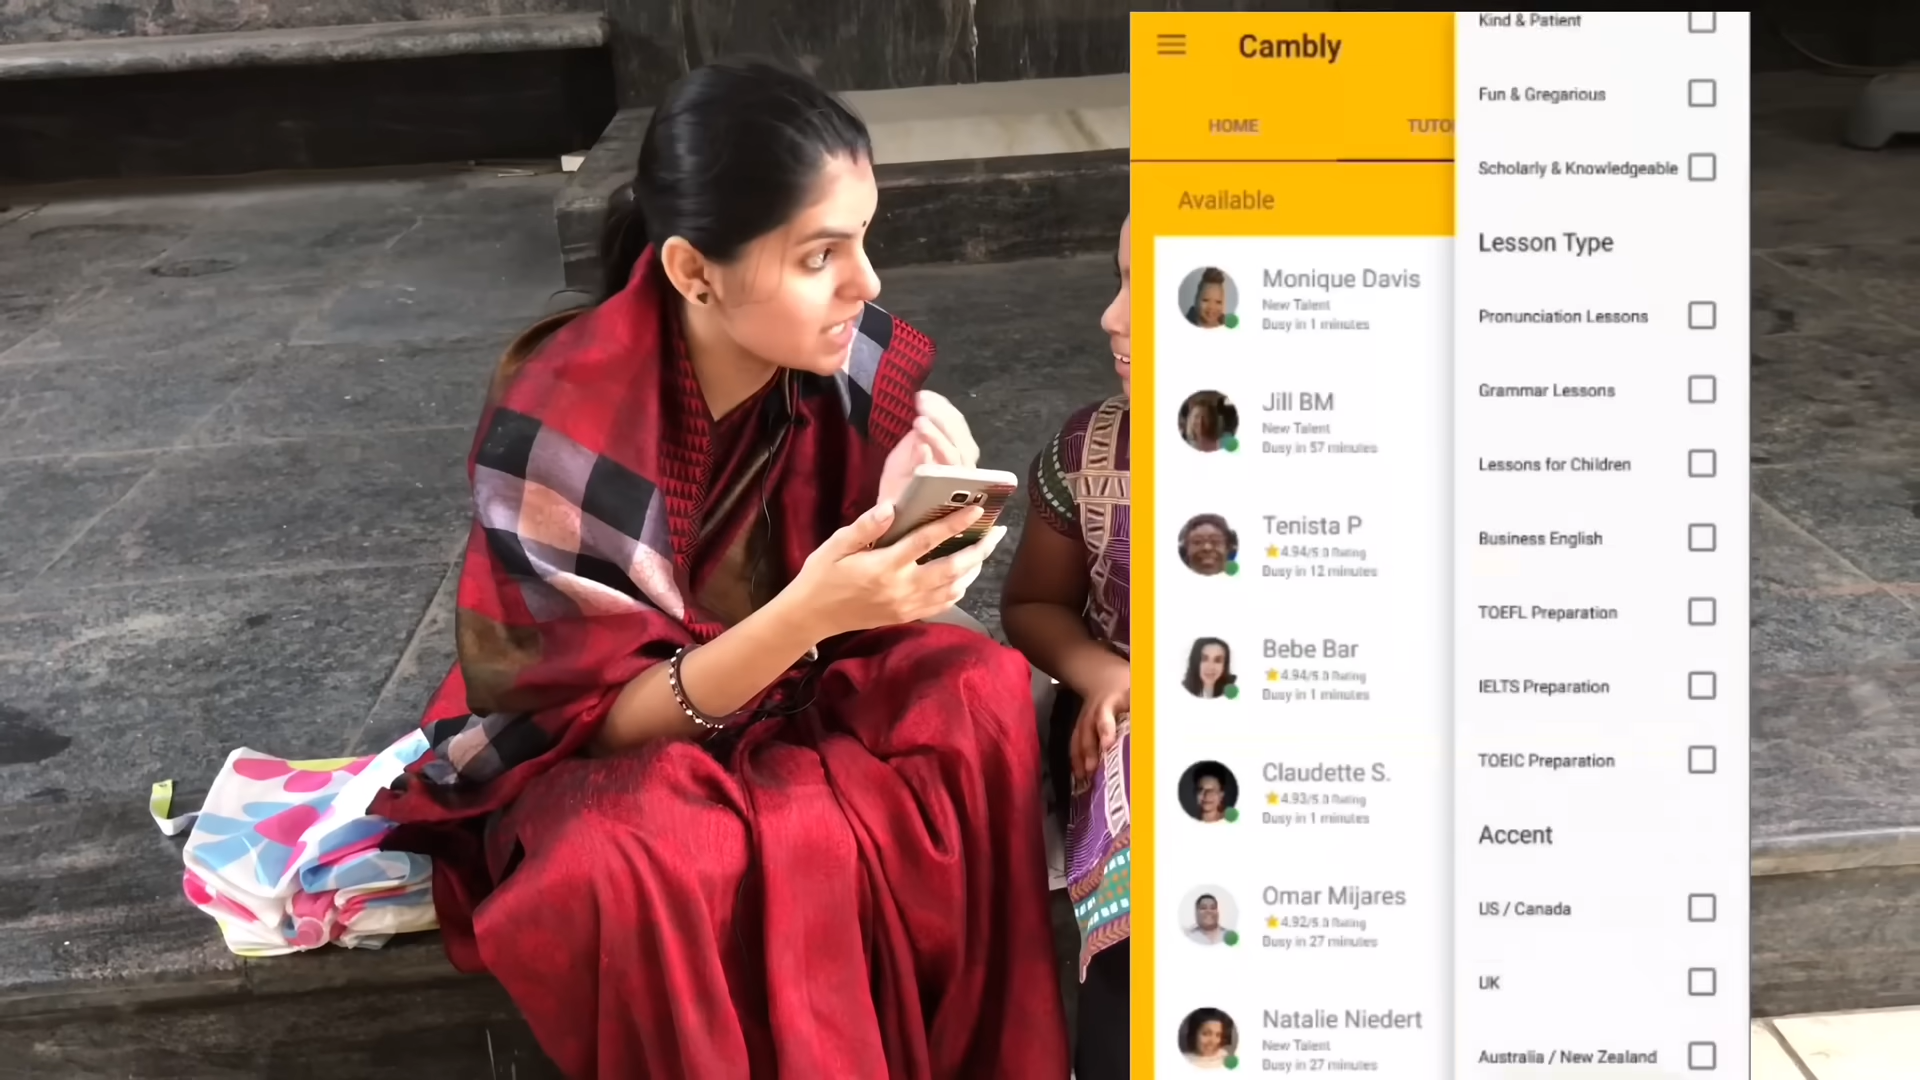 Cambly
HOME
TUTO
Available
Monique Davis
New Talent
Busy in 1 minutes
Jill BM
New Talent
Busy in 57 minutes
Tenista P
4.94/5.0 Rating
Busy in 12 minutes
Bebe Bar
4.94/5.0 Rating
Busy in 1 minutes
Claudette S.
4.93/5.0 Rating
Busy in 1 minutes
Omar Mijares
4.92/5.0 Rating
Busy in 27 minutes
Natalie Niedert
New Talent
Busy in 27 minutes
Kind & Patient
Fun & Gregarious
Scholarly & Knowledgeable
Lesson Type
Pronunciation Lessons
Grammar Lessons
Lessons for Children
Business English
TOEFL Preparation
IELTS Preparation
TOEIC Preparation
Accent
US / Canada
UK
Australia / New Zealand